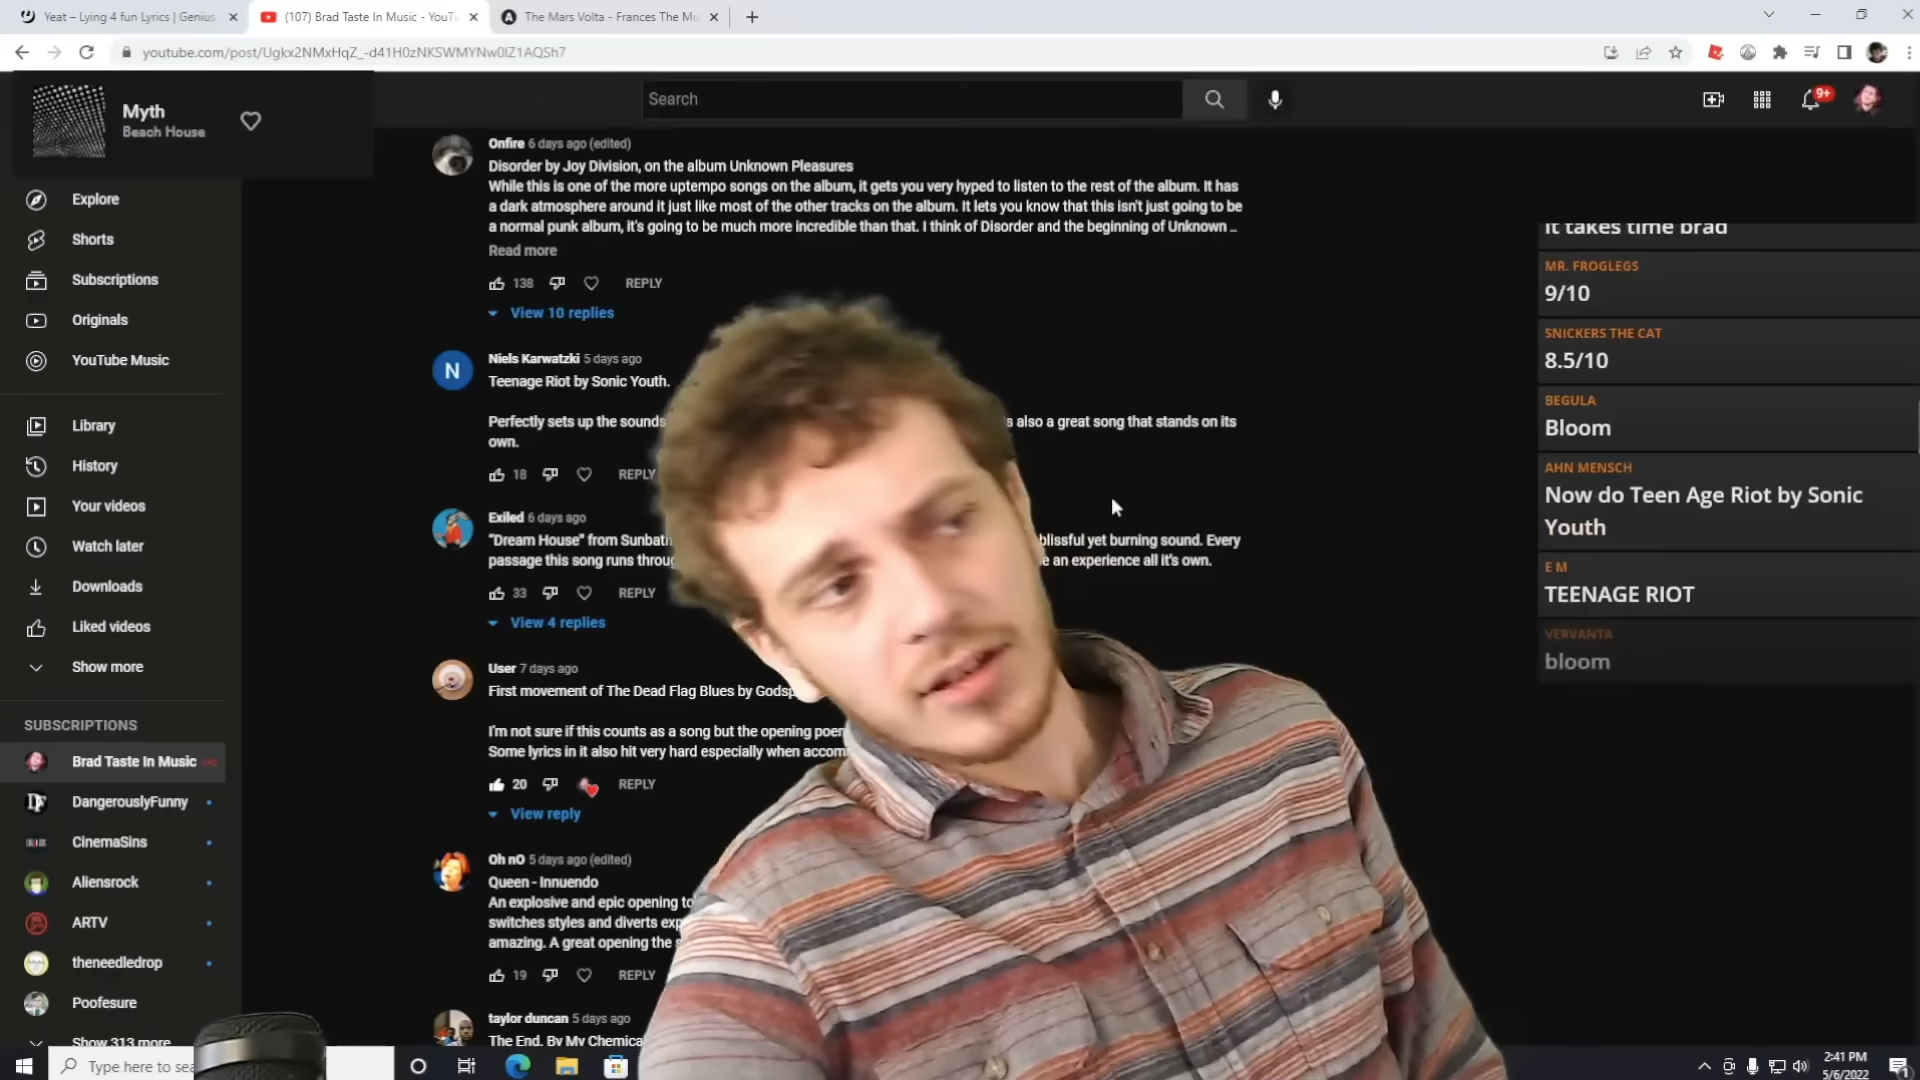 Yeat – Lying 4 fun Lyrics | Genius
(107) Brad Taste In Music - YouTu
The Mars Volta - Frances The Mu
youtube.com/post/Ugkx2NMxHqZ_-d41H0zNKSWMYNw0lZ1AQSh7
Myth
Beach House
Search
9+
Explore
Shorts
Subscriptions
Originals
YouTube Music
Library
History
Your videos
Watch later
Downloads
Liked videos
Show more
SUBSCRIPTIONS
Brad Taste In Music
DangerouslyFunny
CinemaSins
Aliensrock
ARTV
theneedledrop
Poofesure
Show 313 more
Onfire 6 days ago (edited)
Disorder by Joy Division, on the album Unknown Pleasures
While this is one of the more uptempo songs on the album, it gets you very hyped to listen to the rest of the album. It has
a dark atmosphere around it just like most of the other tracks on the album. It lets you know that this isn't just going to be
a normal punk album, it's going to be much more incredible than that. I think of Disorder and the beginning of Unknown ...
Read more
138 REPLY
View 10 replies
N
Niels Karwatzki 5 days ago
Teenage Riot by Sonic Youth.
Perfectly sets up the sounds also a great song that stands on its
own.
18 REPLY
Exiled 6 days ago
"Dream House" from blissful yet burning sound. Every
passage this song runs an experience all it's own.
33 REPLY
View 4 replies
User 7 days ago
First movement of The Dead Flag Blues by
I'm not sure if this counts as a song but the opening
Some lyrics in it also hit very hard especially when
20 REPLY
View reply
Oh nO 5 days ago (edited)
Queen - Innuendo
An explosive and epic opening
switches styles and diverts
amazing. A great opening the
19 REPLY
taylor duncan 5 days ago
The End. By My
It takes time brad
MR. FROGLEGS
9/10
SNICKERS THE CAT
8.5/10
BEGULA
Bloom
AHN MENSCH
Now do Teen Age Riot by Sonic
Youth
E M
TEENAGE RIOT
VERVANTA
bloom
Type here to sea
2:41 PM
5/6/2022
1